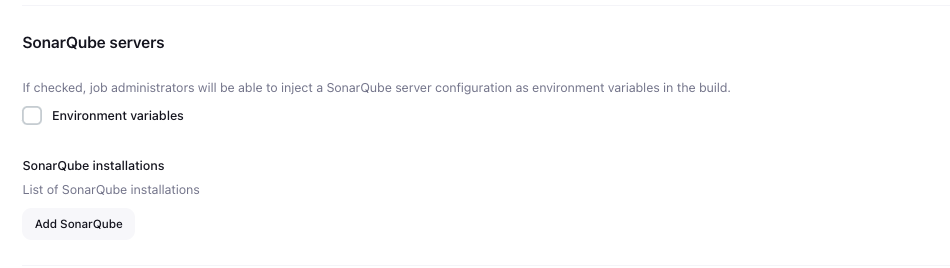 SonarQube servers
If checked, job administrators will be able to inject a SonarQube server configuration as environment variables in the build.
Environment variables
SonarQube installations
List of SonarQube installations
Add SonarQube